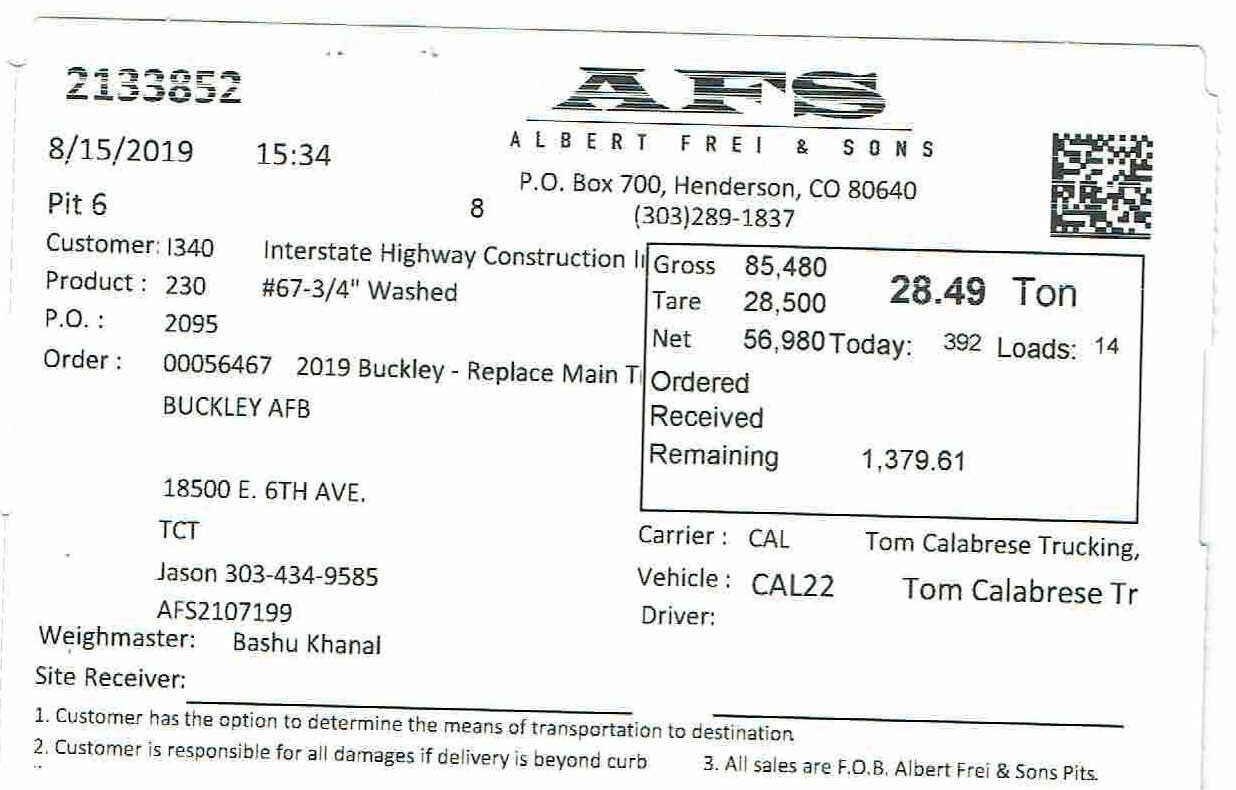 2133852
AFS
ALBERT FREI & SONS
8/15/2019 15:34
P.O. Box 700, Henderson, CO 80640
Pit 6 8 (303)289-1837
Customer: I340 Interstate Highway Construction
Product : 230 #67-3/4" Washed
P.O. : 2095
Order : 00056467 2019 Buckley - Replace Main T
BUCKLEY AFB
18500 E. 6TH AVE.
TCT
Jason 303-434-9585
AFS2107199
Weighmaster: Bashu Khanal
Site Receiver:
Gross 85,480 28.49 Ton
Tare 28,500
Net 56,980 Today: 392 Loads: 14
Ordered
Received
Remaining 1,379.61
Carrier : CAL Tom Calabrese Trucking,
Vehicle : CAL22 Tom Calabrese Tr
Driver:
1. Customer has the option to determine the means of transportation to destination
2. Customer is responsible for all damages if delivery is beyond curb 3. All sales are F.O.B. Albert Frei & Sons Pits.